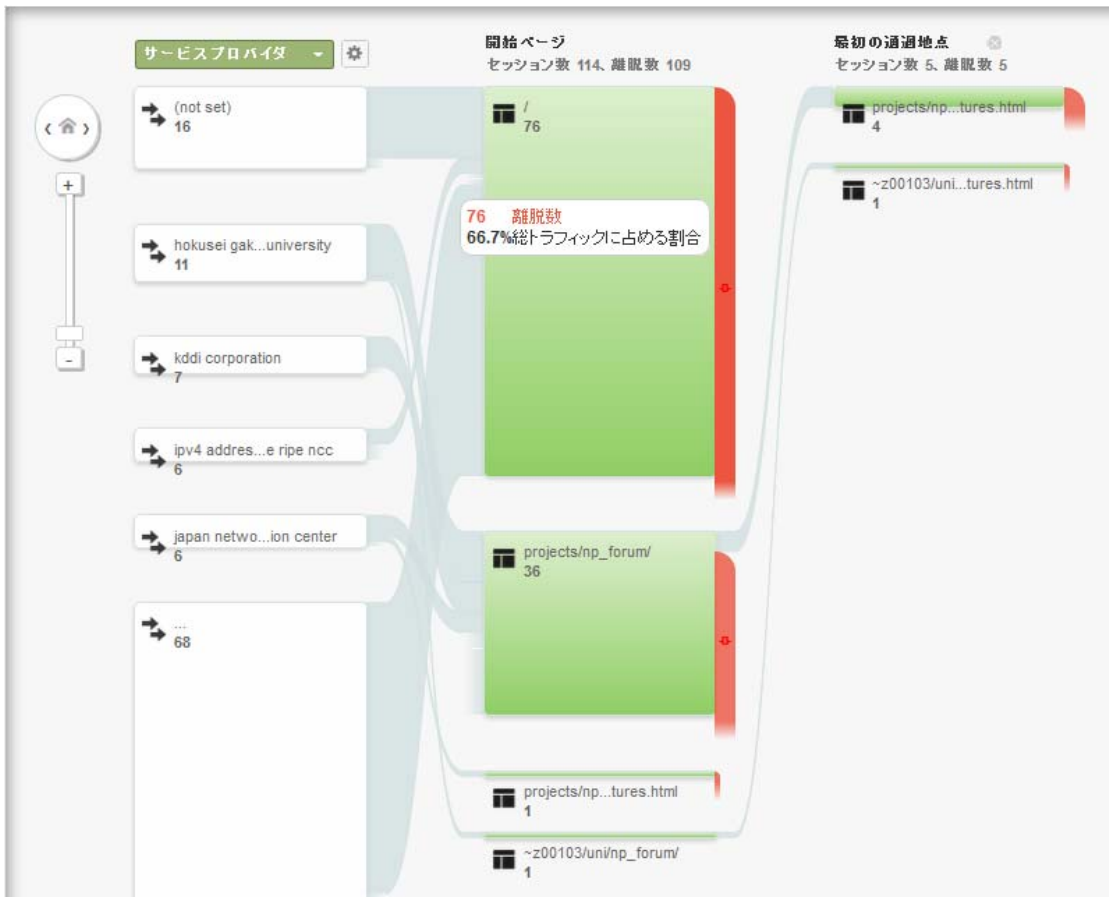 サービスプロバイダ
開始ページ
セッション数 114、離脱数 109
最初の通過地点
セッション数 5、離脱数 5
(not set)
16
hokusei gak...university
11
kddi corporation
7
ipv4 addres...e ripe ncc
6
japan netwo...ion center
6
...
68
/
76
76 離脱数
66.7%総トラフィックに占める割合
projects/np_forum/
36
projects/np...tures.html
1
~z00103/uni/np_forum/
1
projects/np...tures.html
4
~z00103/uni...tures.html
1